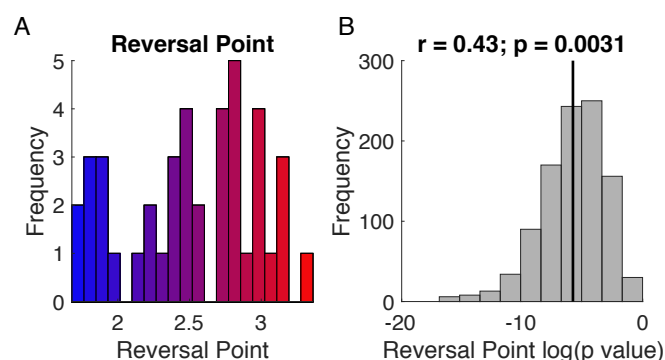 A
Reversal Point
5
4
3
2
1
0
Frequency
2
2.5
3
Reversal Point
B
r = 0.43; p = 0.0031
300
200
100
0
Frequency
-20
-10
0
Reversal Point log(p value)